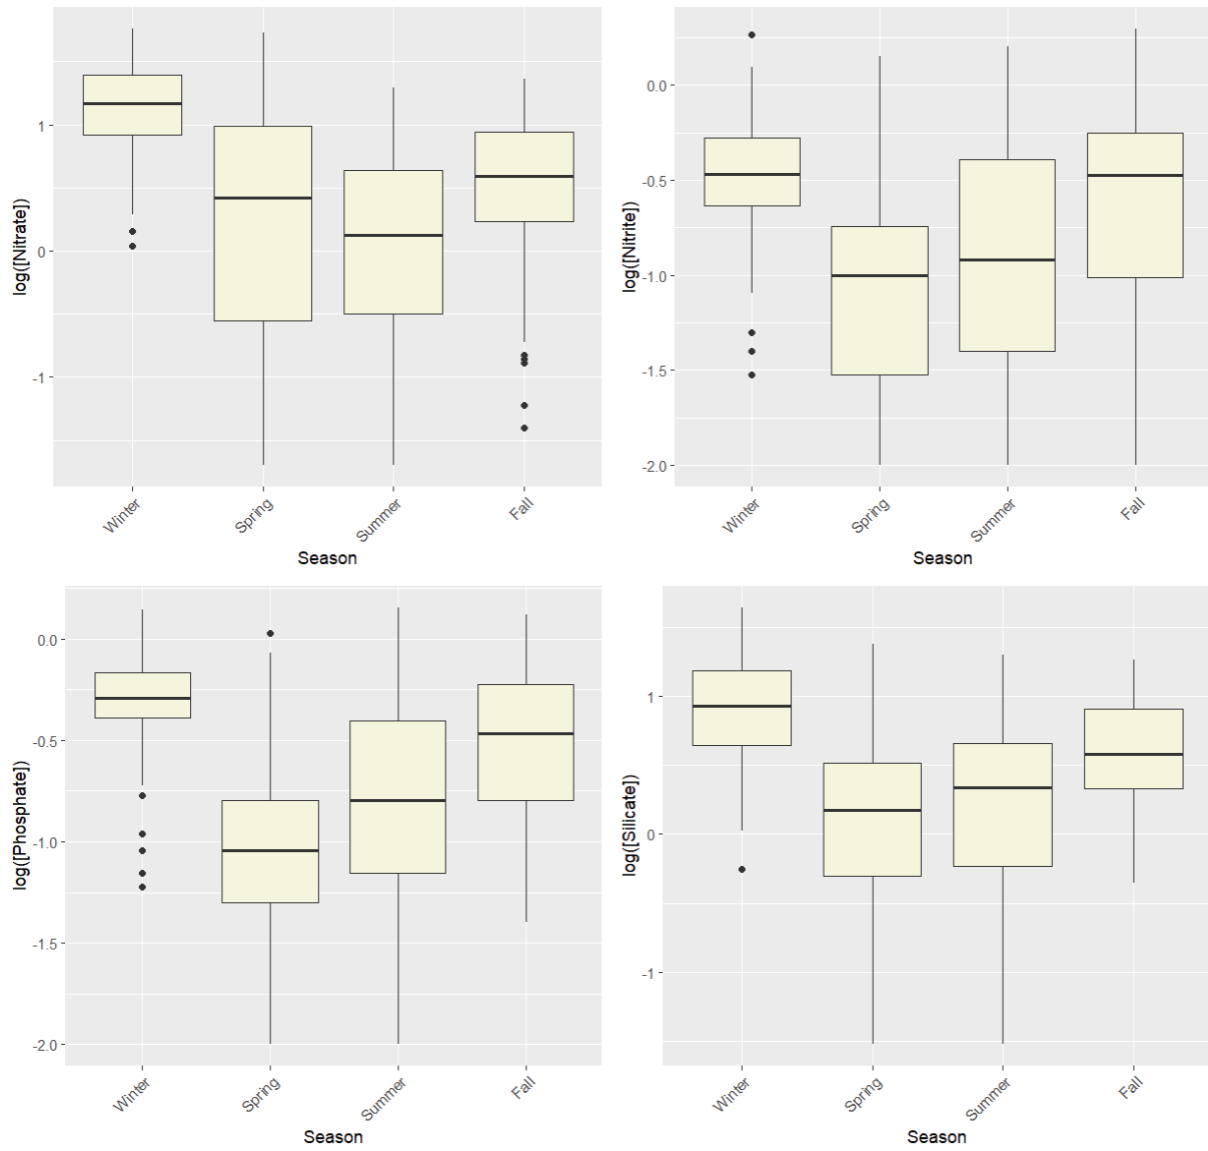 log([Nitrate])
1
0
-1
Winter
Spring
Summer
Fall
Season
log([Nitrite])
0.0
-0.5
-1.0
-1.5
-2.0
Winter
Spring
Summer
Fall
Season
log([Phosphate])
0.0
-0.5
-1.0
-1.5
-2.0
Winter
Spring
Summer
Fall
Season
log([Silicate])
1
0
-1
Winter
Spring
Summer
Fall
Season